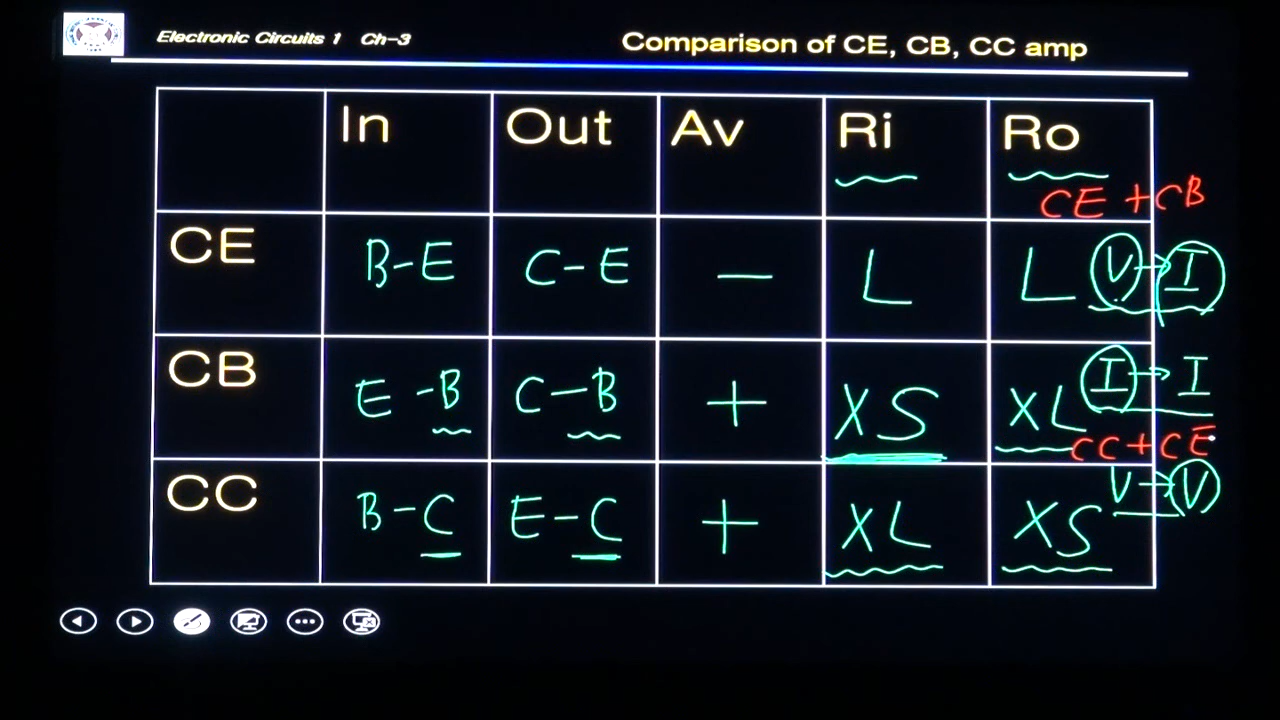 Electronic Circuits 1 Ch-3
Comparison of CE, CB, CC amp
In Out Av Ri Ro
CE + CB
CE B-E C-E — L L V→I
CB E-B C-B + XS XL I→I
CC + CE
CC B-C E-C + XL XS V→V